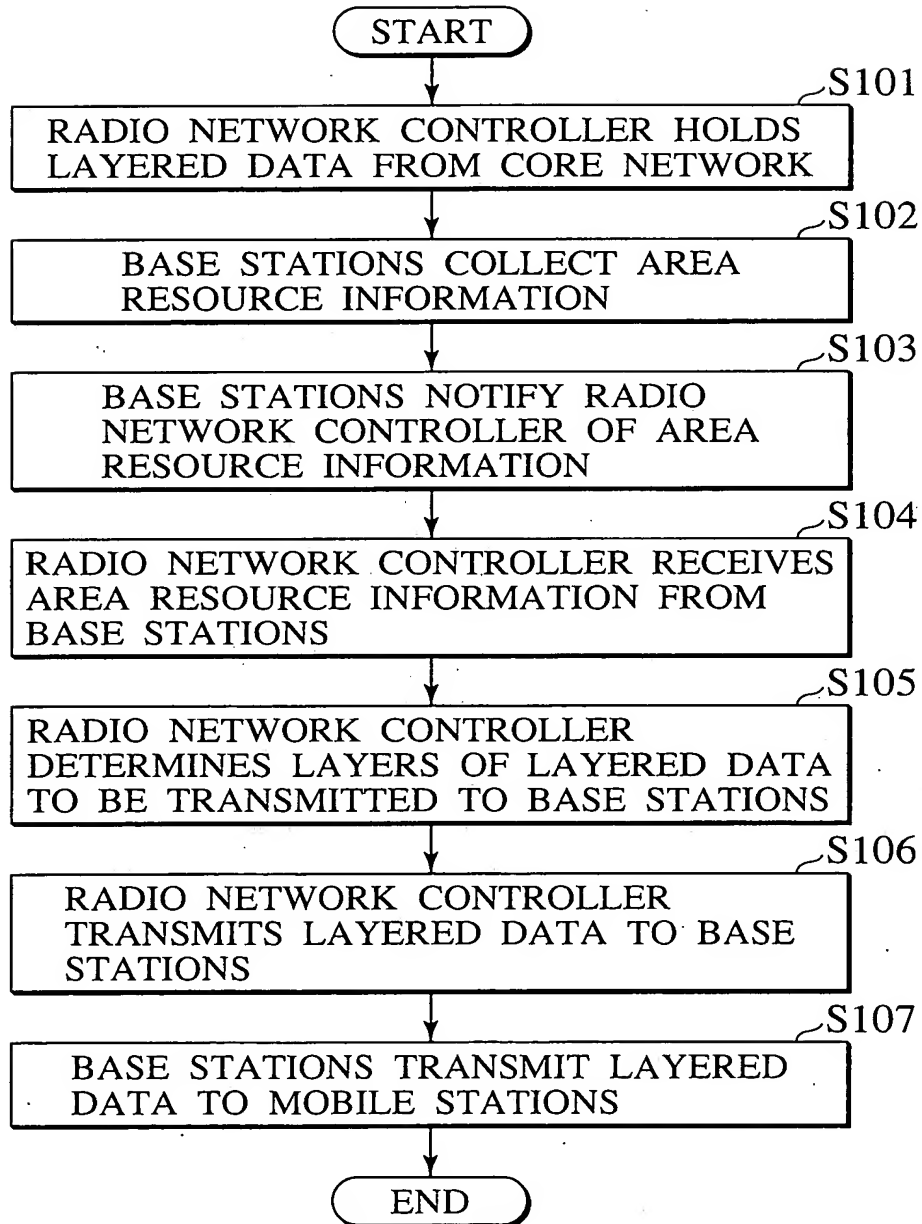 START
S101
RADIO NETWORK CONTROLLER HOLDS
LAYERED DATA FROM CORE NETWORK
S102
BASE STATIONS COLLECT AREA
RESOURCE INFORMATION
S103
BASE STATIONS NOTIFY RADIO
NETWORK CONTROLLER OF AREA
RESOURCE INFORMATION
S104
RADIO NETWORK CONTROLLER RECEIVES
AREA RESOURCE INFORMATION FROM
BASE STATIONS
S105
RADIO NETWORK CONTROLLER
DETERMINES LAYERS OF LAYERED DATA
TO BE TRANSMITTED TO BASE STATIONS
S106
RADIO NETWORK CONTROLLER
TRANSMITS LAYERED DATA TO BASE
STATIONS
S107
BASE STATIONS TRANSMIT LAYERED
DATA TO MOBILE STATIONS
END